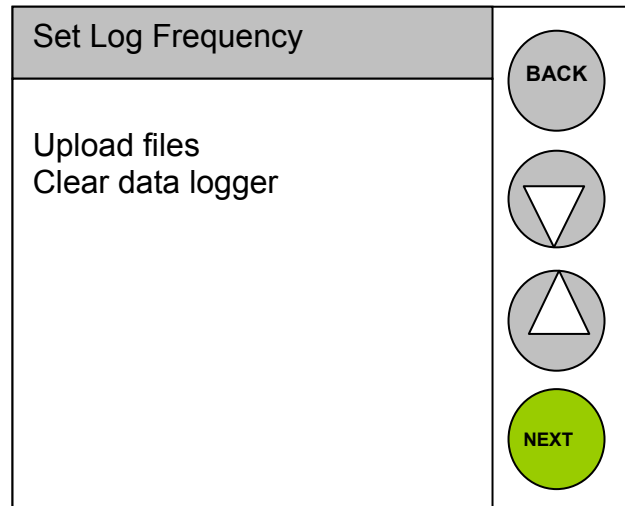 Set Log Frequency
BACK
Upload files
Clear data logger
NEXT